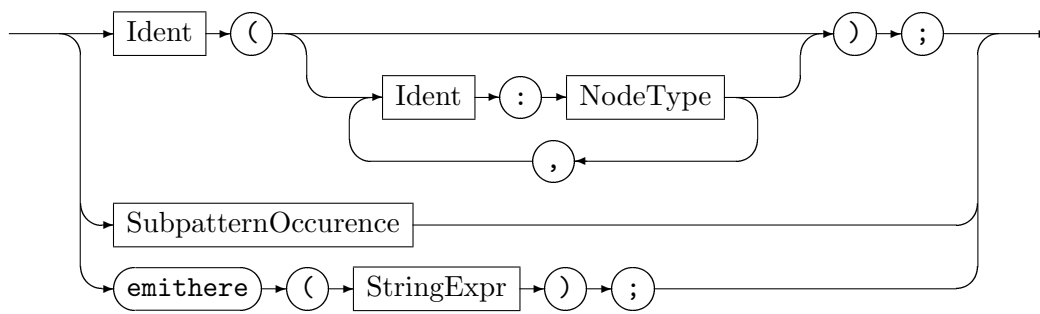 Ident ( ) ;
Ident : NodeType
,
SubpatternOccurence
emithere ( StringExpr ) ;